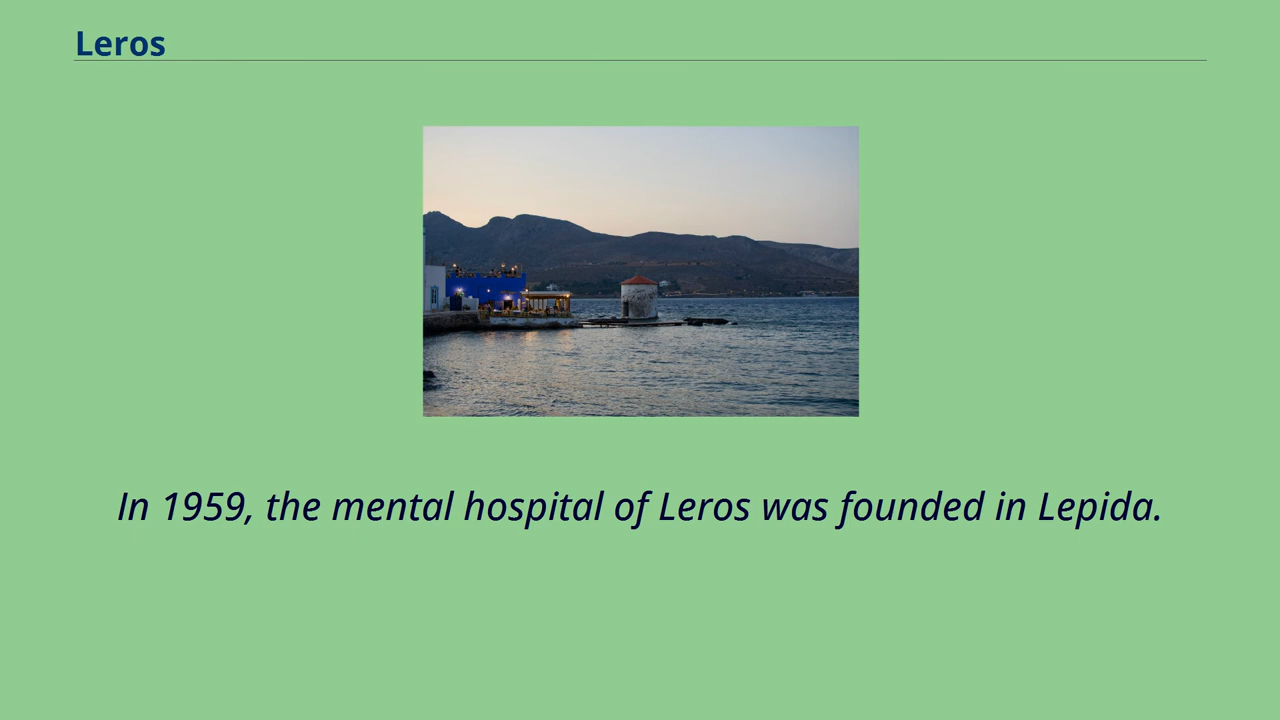 Leros
In 1959, the mental hospital of Leros was founded in Lepida.